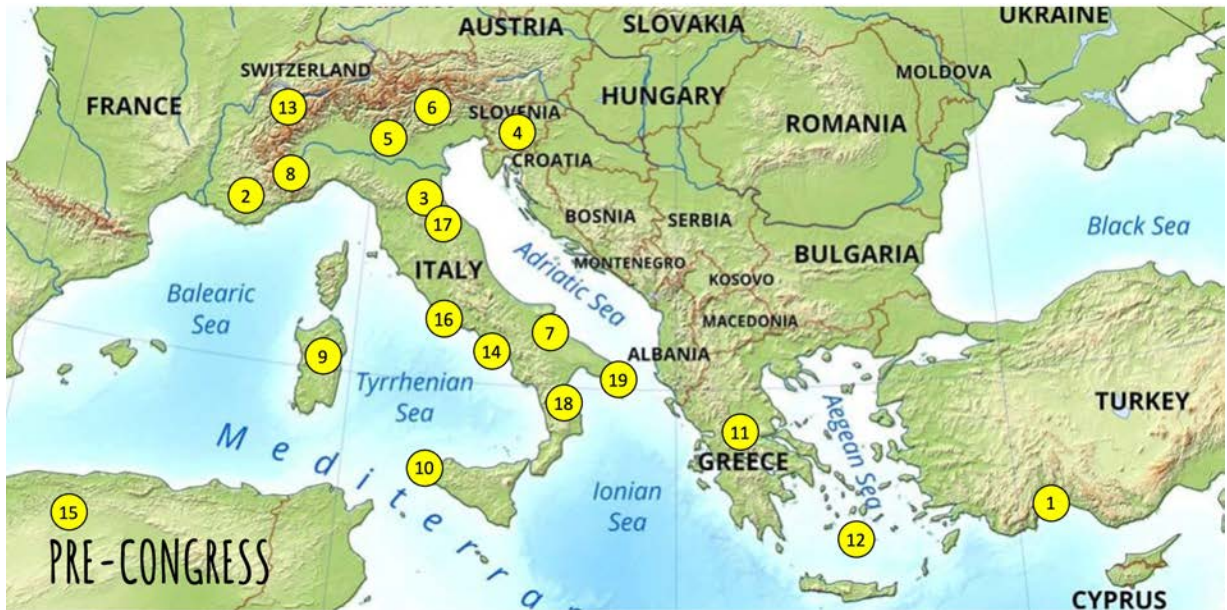 UKRAINE
AUSTRIA
SLOVAKIA
SWITZERLAND
MOLDOVA
FRANCE
13
6
SLOVENIA
HUNGARY
5
4
ROMANIA
CROATIA
8
2
3
17
BOSNIA
SERBIA
Black Sea
ITALY
Adriatic Sea
MONTENEGRO
KOSOVO
BULGARIA
Balearic
Sea
16
7
MACEDONIA
9
14
ALBANIA
19
Tyrrhenian
Sea
18
Aegean Sea
TURKEY
11
Mediterran
10
GREECE
Ionian
Sea
1
15
12
PRE-CONGRESS
CYPRUS